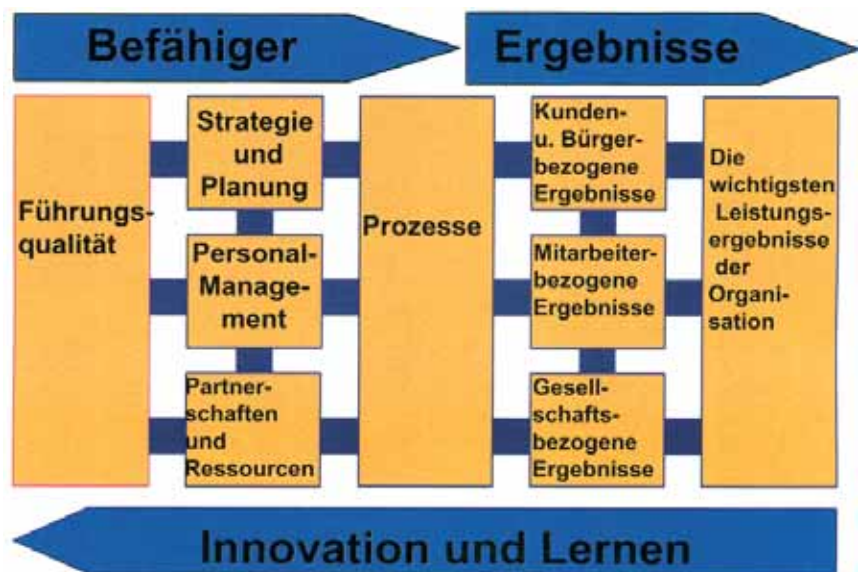 Befähiger
Ergebnisse
Führungs-
qualität
Strategie
und
Planung
Personal-
Manage-
ment
Partner-
schaften
und
Ressourcen
Prozesse
Kunden-
u. Bürger-
bezogene
Ergebnisse
Mitarbeiter-
bezogene
Ergebnisse
Gesell-
schafts-
bezogene
Ergebnisse
Die
wichtigsten
Leistungs-
ergebnisse
der
Organi-
sation
Innovation und Lernen